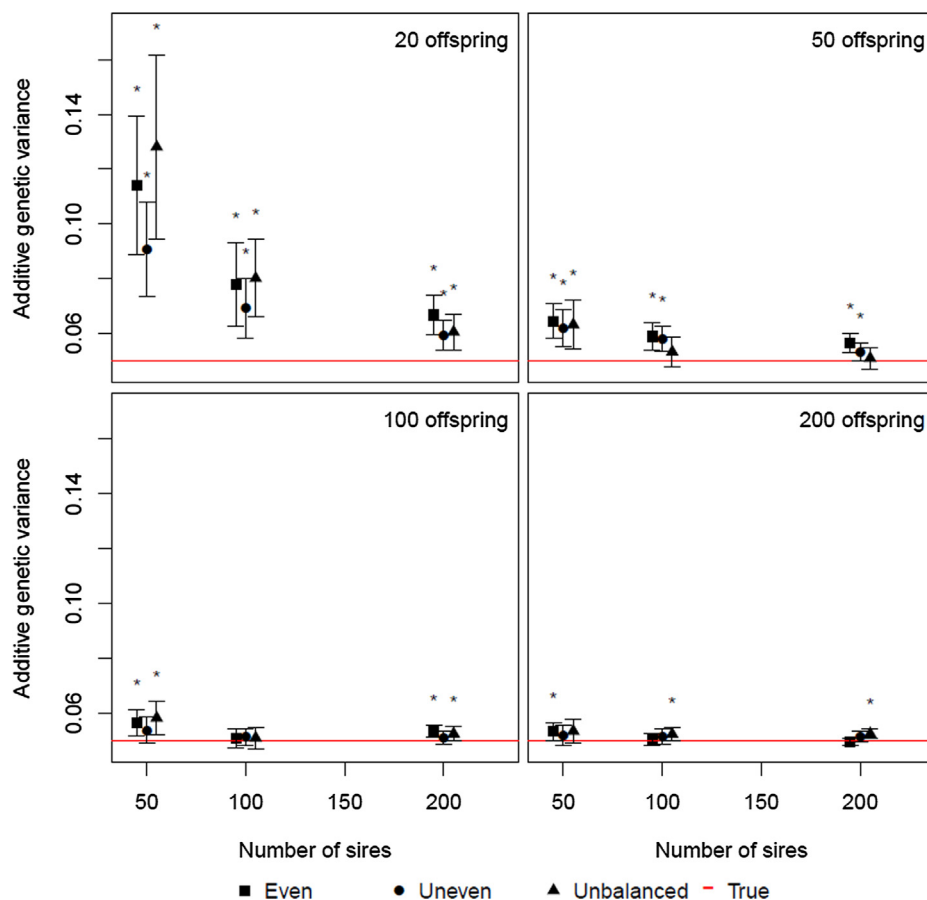 20 offspring
50 offspring
Additive genetic variance
0.14
0.10
0.06
* * * * * * * * *
* * * * * * *
100 offspring
200 offspring
Additive genetic variance
0.14
0.10
0.06
* * * *
* * *
50 100 150 200
50 100 150 200
Number of sires
Number of sires
Even Uneven Unbalanced True